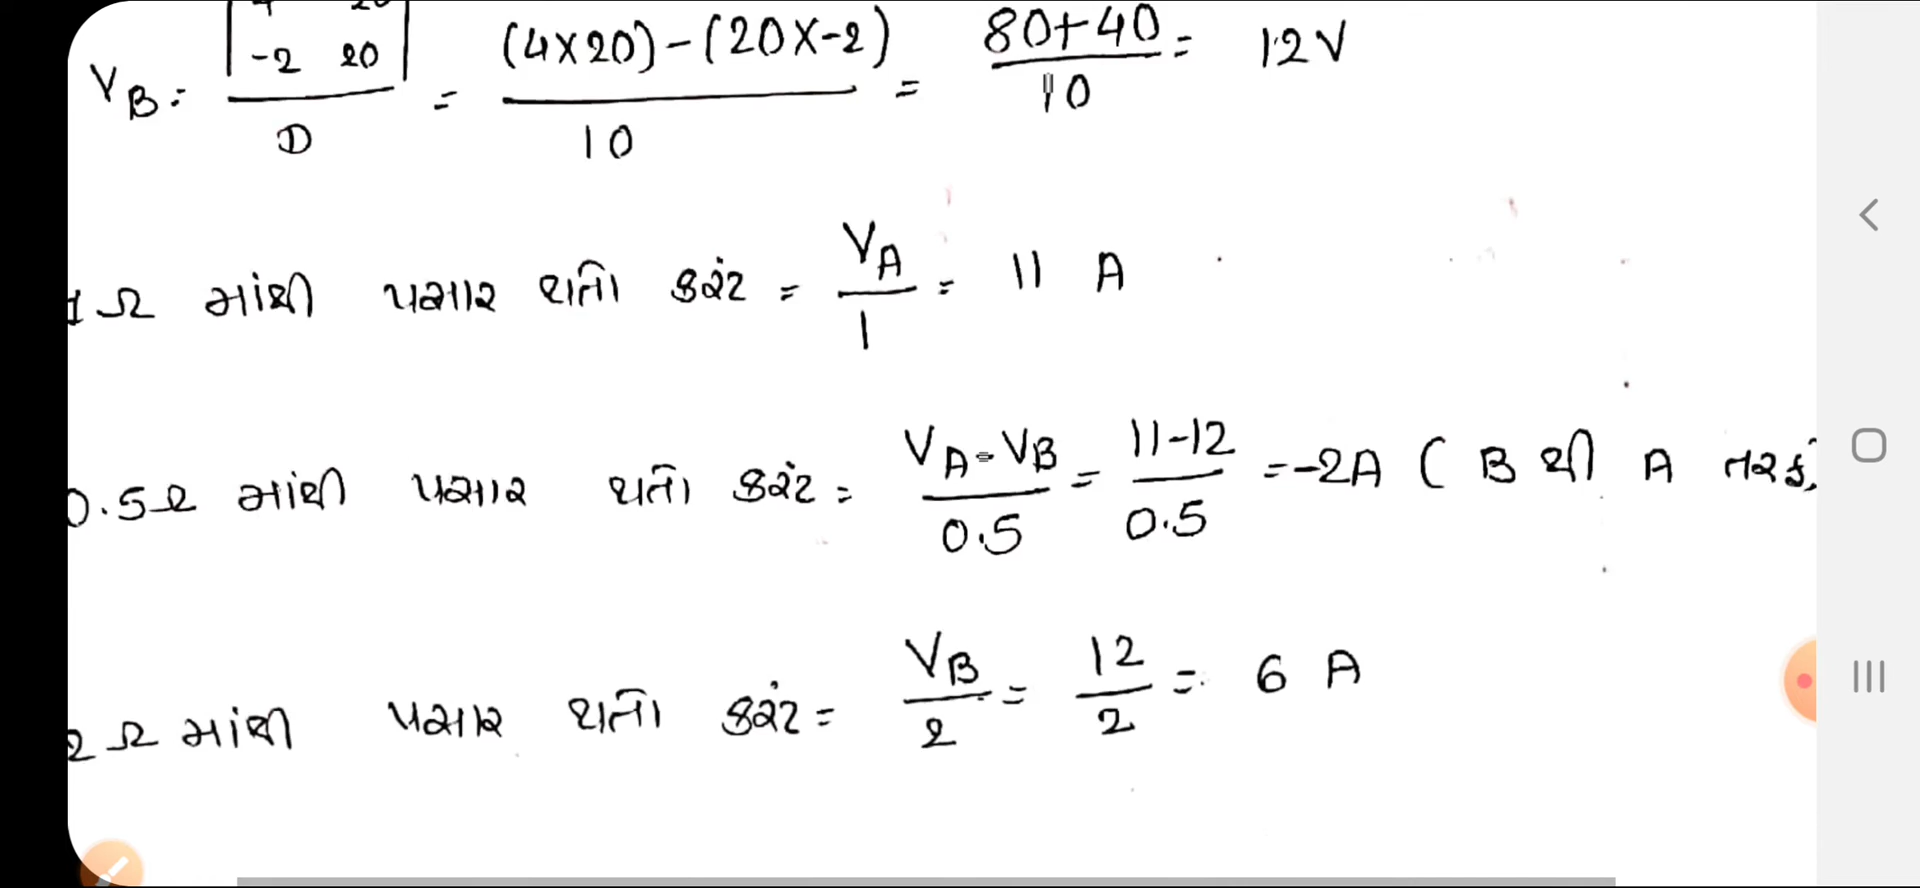 V_B = |4 20; -2 20| / D = (4×20)-(20×-2) / 10 = 80+40 / 10 = 12V
1Ω માંથી પસાર થતો કરંટ = V_A / 1 = 11 A
0.5Ω માંથી પસાર થતો કરંટ = V_A - V_B / 0.5 = 11-12 / 0.5 = -2A ( B થી A તરફ)
2Ω માંથી પસાર થતો કરંટ = V_B / 2 = 12 / 2 = 6 A